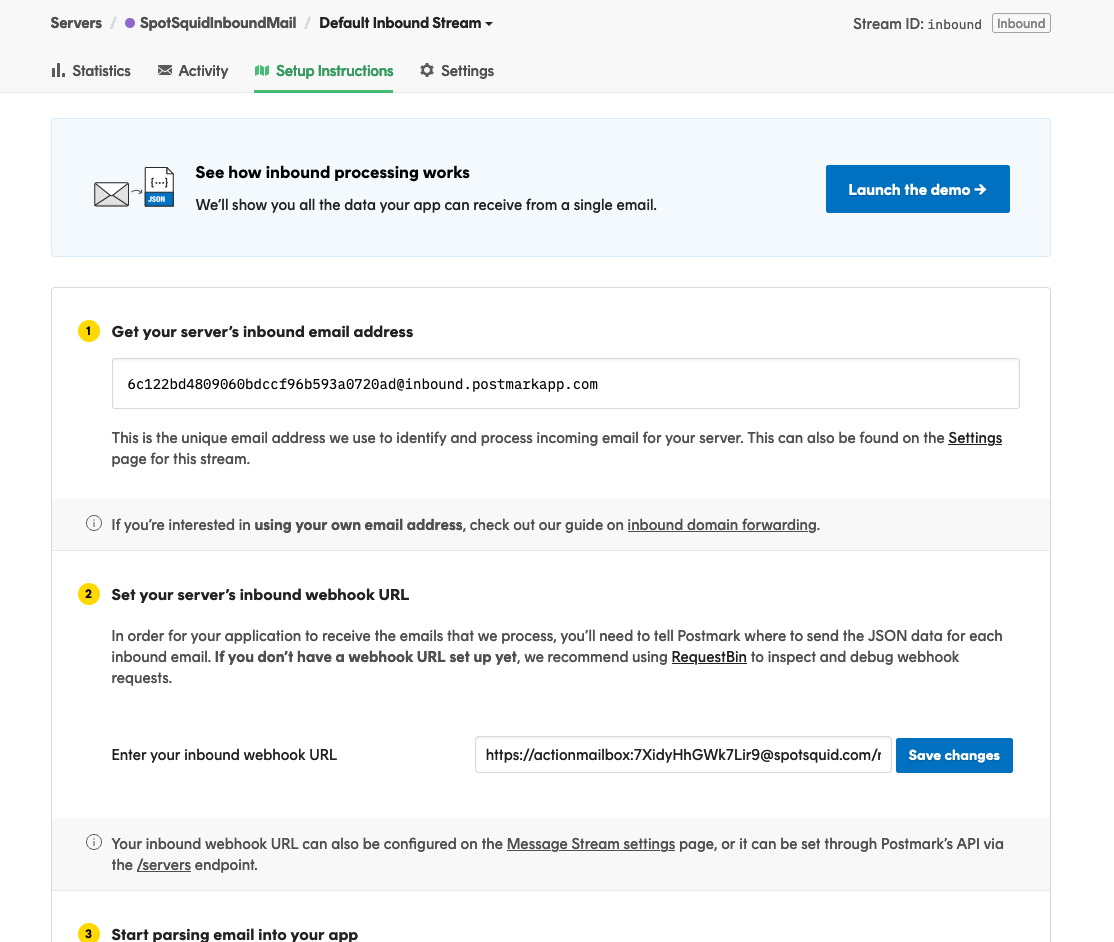 Servers / SpotSquidInboundMail / Default Inbound Stream
Stream ID: inbound Inbound
Statistics Activity Setup Instructions Settings
See how inbound processing works
We’ll show you all the data your app can receive from a single email.
{...}
JSON
Launch the demo →
1 Get your server’s inbound email address
6c122bd4809060bdccf96b593a0720ad@inbound.postmarkapp.com
This is the unique email address we use to identify and process incoming email for your server. This can also be found on the Settings
page for this stream.
If you’re interested in using your own email address, check out our guide on inbound domain forwarding.
2 Set your server’s inbound webhook URL
In order for your application to receive the emails that we process, you’ll need to tell Postmark where to send the JSON data for each
inbound email. If you don’t have a webhook URL set up yet, we recommend using RequestBin to inspect and debug webhook
requests.
Enter your inbound webhook URL
https://actionmailbox:7XidyHhGWk7Lir9@spotsquid.com/r
Save changes
Your inbound webhook URL can also be configured on the Message Stream settings page, or it can be set through Postmark’s API via
the /servers endpoint.
3 Start parsing email into your app